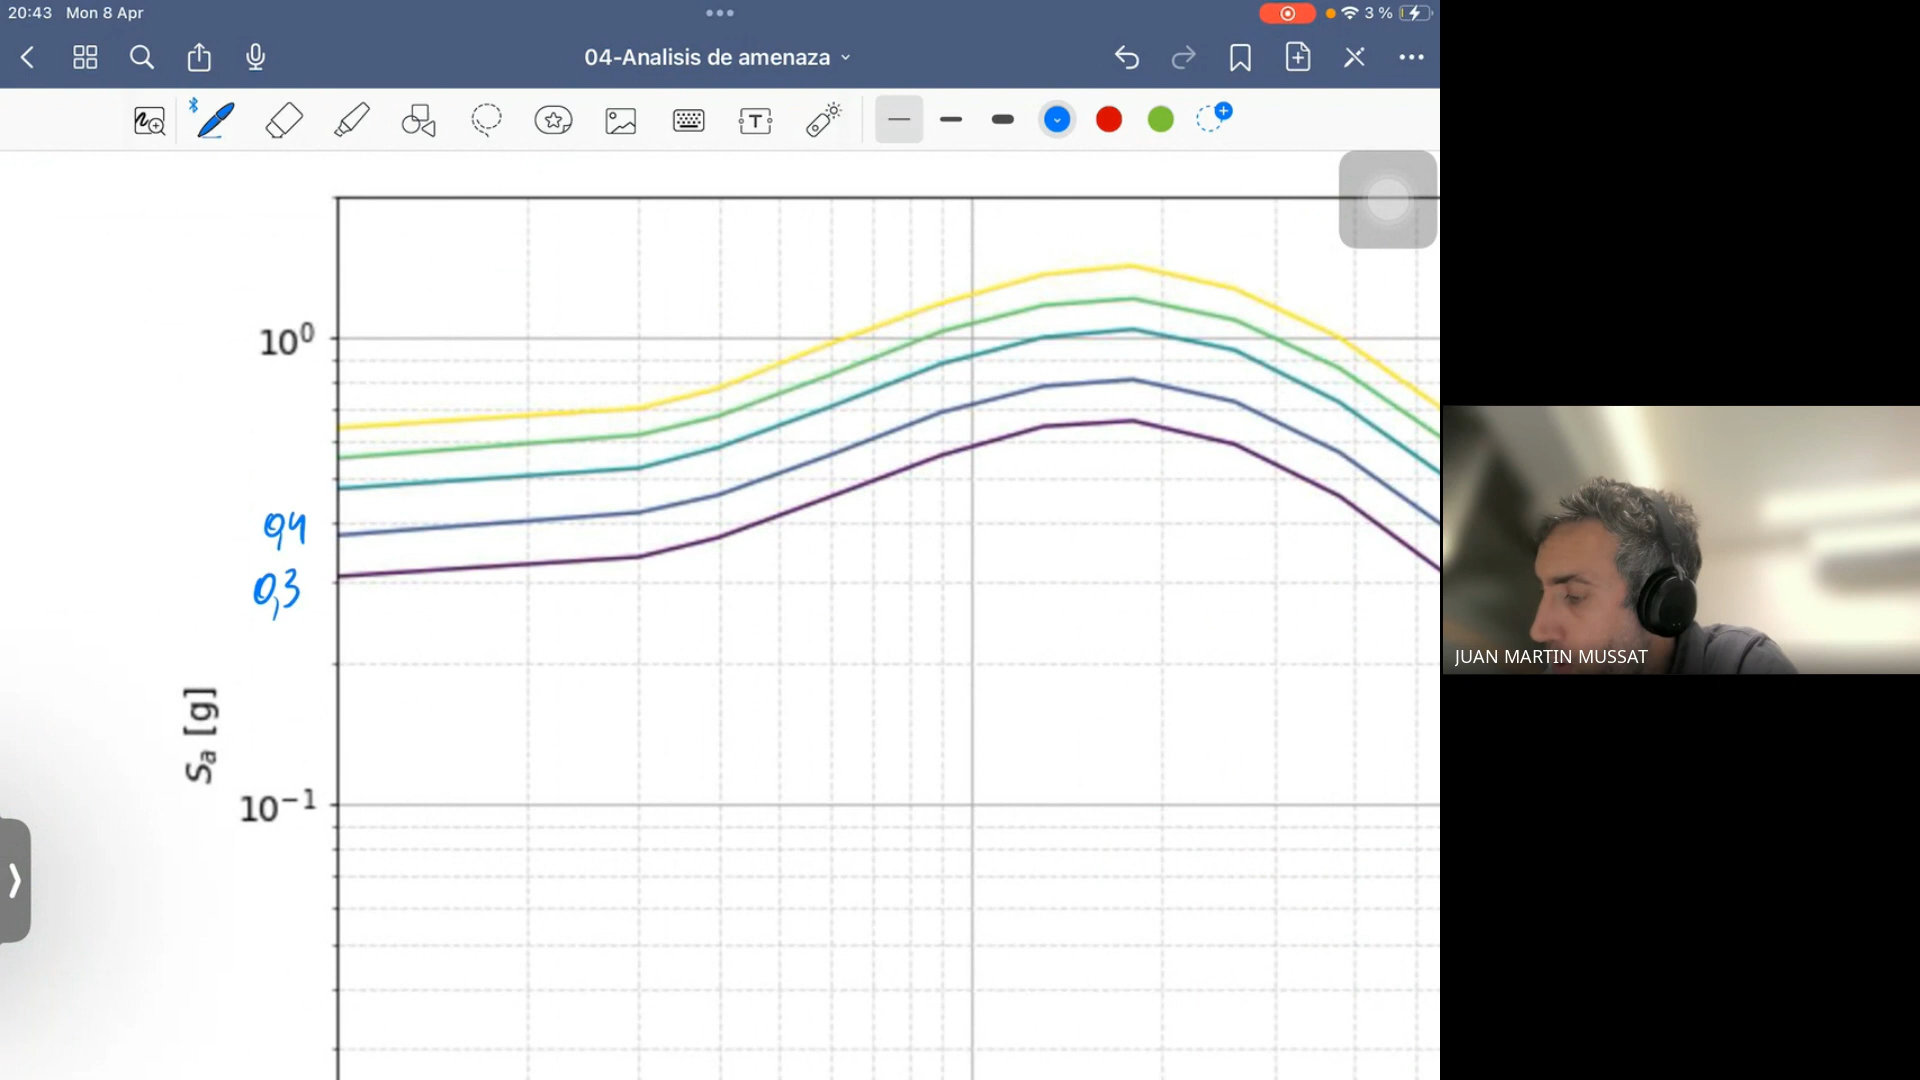 20:43 Mon 8 Apr
3 %
04-Analisis de amenaza
T
10⁰
0,4
0,3
Sₐ [g]
10⁻¹
JUAN MARTIN MUSSAT